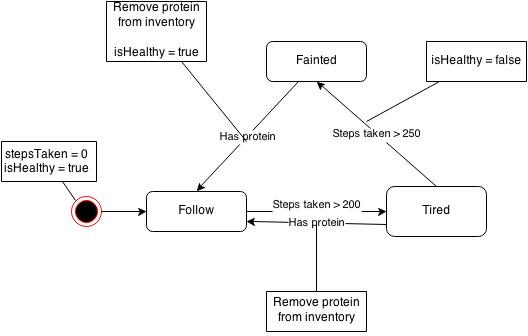 Remove protein
from inventory
isHealthy = true
Fainted
isHealthy = false
Has protein
Steps taken > 250
stepsTaken = 0
isHealthy = true
Follow
Steps taken > 200
Has protein
Tired
Remove protein
from inventory